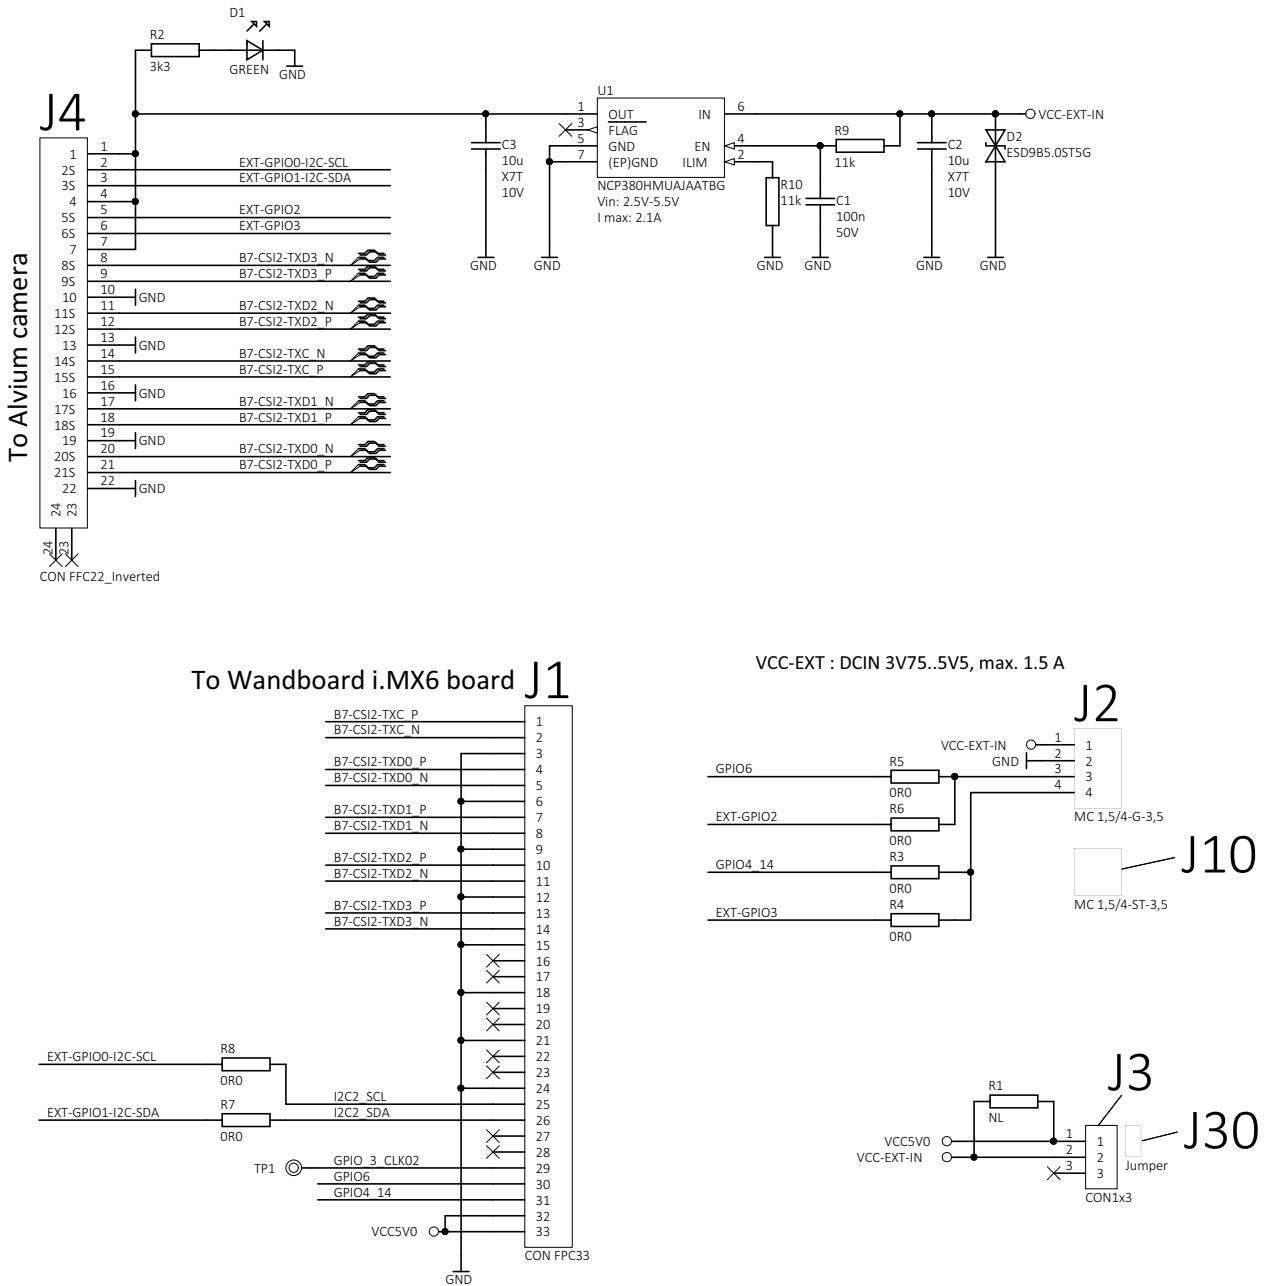 D1
R2
3k3
GREEN
GND
J4
To Alvium camera
1
2S
3S
4
5S
6S
7
8S
9S
10
11S
12S
13
14S
15S
16
17S
18S
19
20S
21S
22
24
23
1
2 EXT-GPIO0-I2C-SCL
3 EXT-GPIO1-I2C-SDA
4
5 EXT-GPIO2
6 EXT-GPIO3
7
8 B7-CSI2-TXD3_N
9 B7-CSI2-TXD3_P
10 GND
11 B7-CSI2-TXD2_N
12 B7-CSI2-TXD2_P
13 GND
14 B7-CSI2-TXC_N
15 B7-CSI2-TXC_P
16 GND
17 B7-CSI2-TXD1_N
18 B7-CSI2-TXD1_P
19 GND
20 B7-CSI2-TXD0_N
21 B7-CSI2-TXD0_P
22 GND
24
23
CON FFC22_Inverted
C3
10u
X7T
10V
GND
U1
1 OUT IN 6
3 FLAG
5 GND EN 4
7 (EP)GND ILIM 2
NCP380HMUAJAATBG
Vin: 2.5V-5.5V
I max: 2.1A
GND
R9
11k
R10
11k
GND
C1
100n
50V
GND
C2
10u
X7T
10V
GND
VCC-EXT-IN
D2
ESD9B5.0ST5G
GND
To Wandboard i.MX6 board J1
B7-CSI2-TXC_P 1
B7-CSI2-TXC_N 2
3
B7-CSI2-TXD0_P 4
B7-CSI2-TXD0_N 5
6
B7-CSI2-TXD1_P 7
B7-CSI2-TXD1_N 8
9
B7-CSI2-TXD2_P 10
B7-CSI2-TXD2_N 11
12
B7-CSI2-TXD3_P 13
B7-CSI2-TXD3_N 14
15
16
17
18
19
20
21
22
23
24
EXT-GPIO0-I2C-SCL R8 0R0 I2C2_SCL 25
EXT-GPIO1-I2C-SDA R7 0R0 I2C2_SDA 26
27
28
TP1 GPIO_3_CLK02 29
GPIO6 30
GPIO4_14 31
32
VCC5V0 33
CON FPC33
GND
VCC-EXT : DCIN 3V75..5V5, max. 1.5 A
J2
VCC-EXT-IN 1 1
GND 2 2
GPIO6 R5 0R0 3 3
4 4
MC 1,5/4-G-3,5
EXT-GPIO2 R6 0R0
GPIO4_14 R3 0R0
EXT-GPIO3 R4 0R0
J10
MC 1,5/4-ST-3,5
J3
R1
NL
VCC5V0 1 1
VCC-EXT-IN 2 2
3 3
CON1x3
J30
Jumper